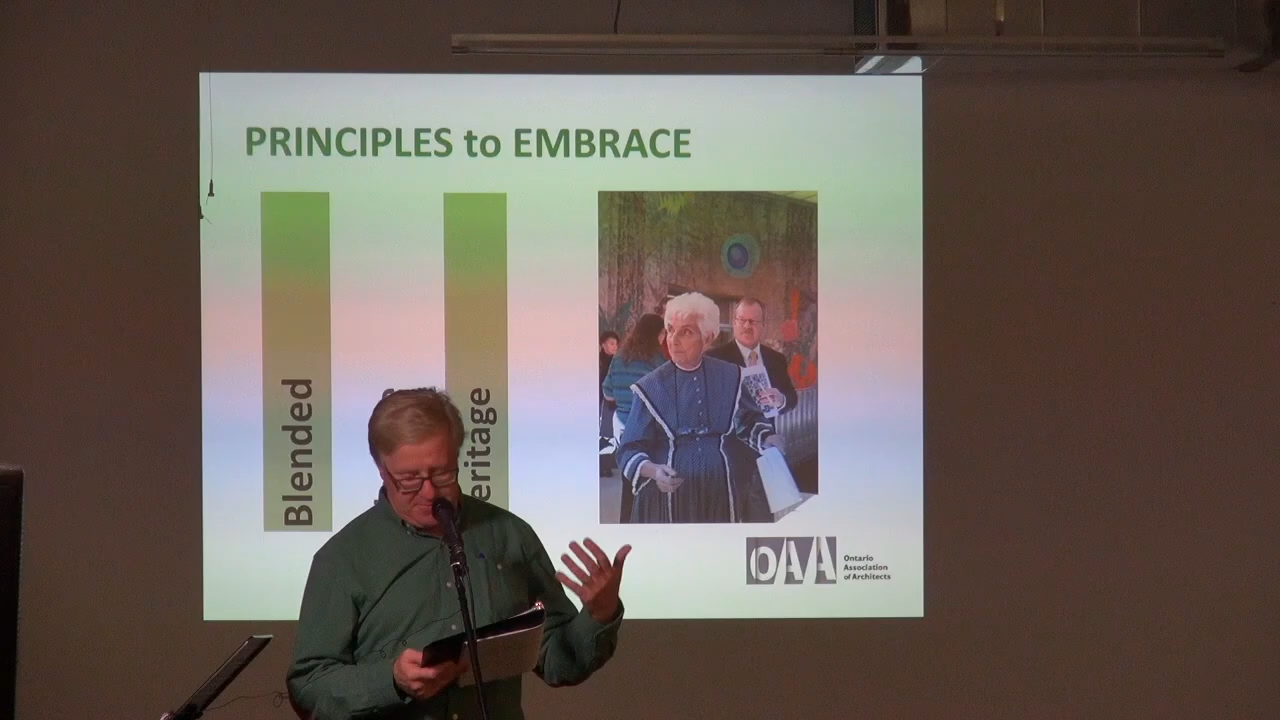 PRINCIPLES to EMBRACE
Blended
eritage
OAA
Ontario
Association
of Architects